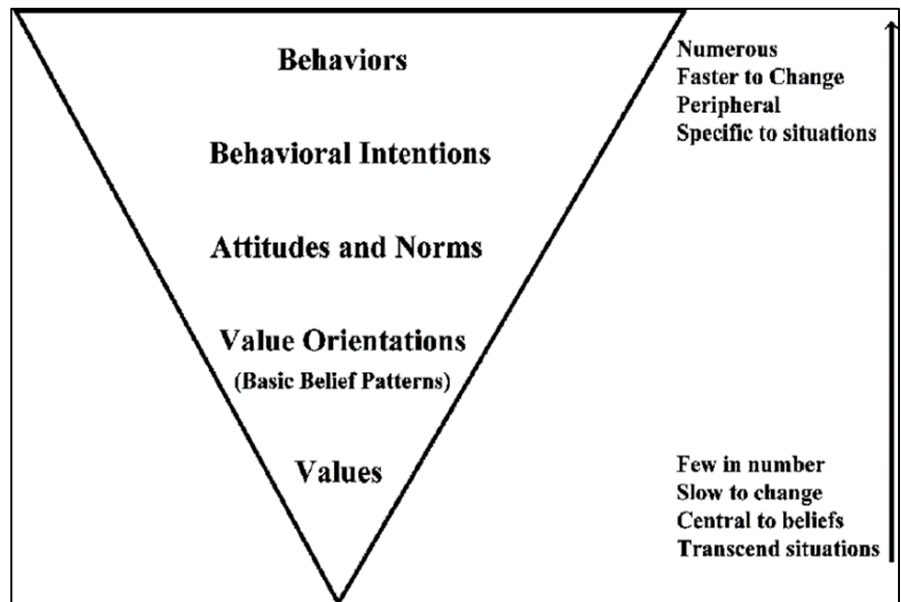 Behaviors
Behavioral Intentions
Attitudes and Norms
Value Orientations
(Basic Belief Patterns)
Values
Numerous
Faster to Change
Peripheral
Specific to situations
Few in number
Slow to change
Central to beliefs
Transcend situations